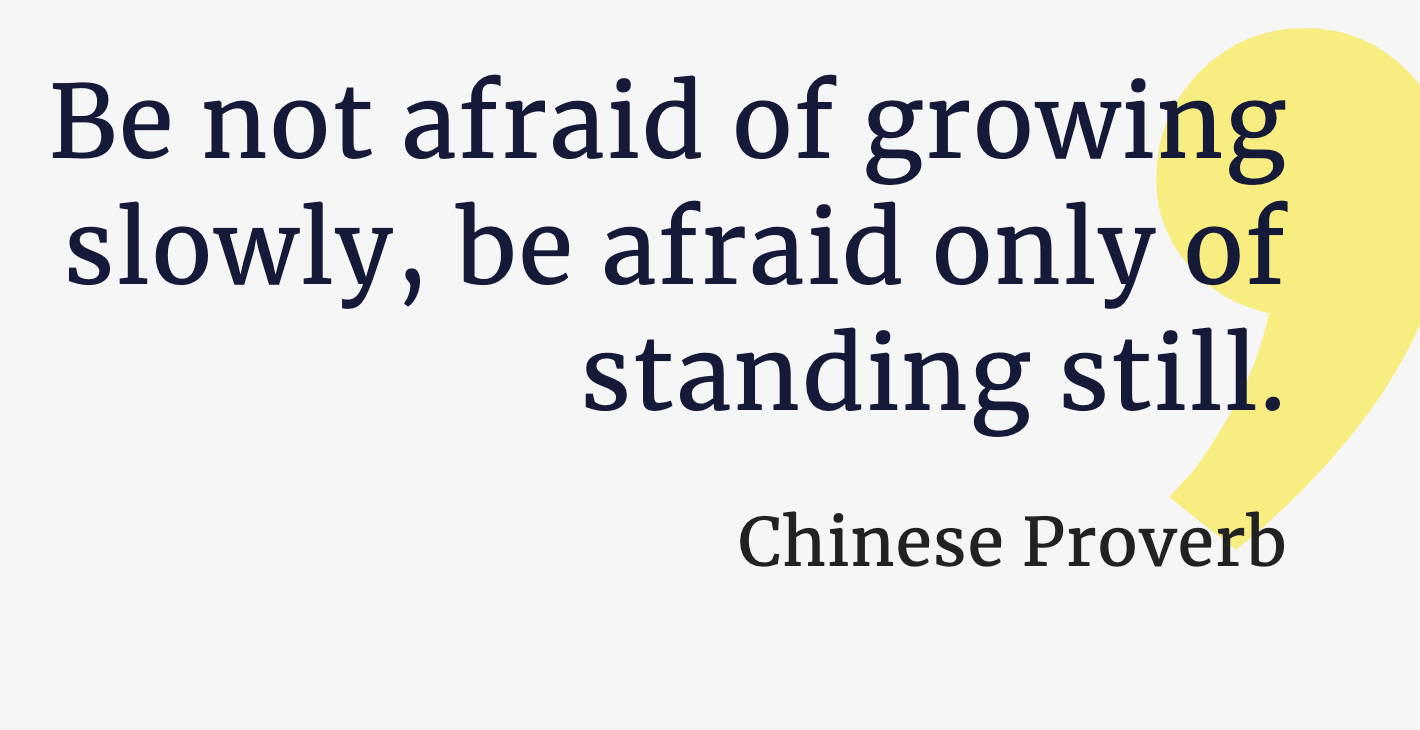 Be not afraid of growing
slowly, be afraid only of
standing still.
Chinese Proverb